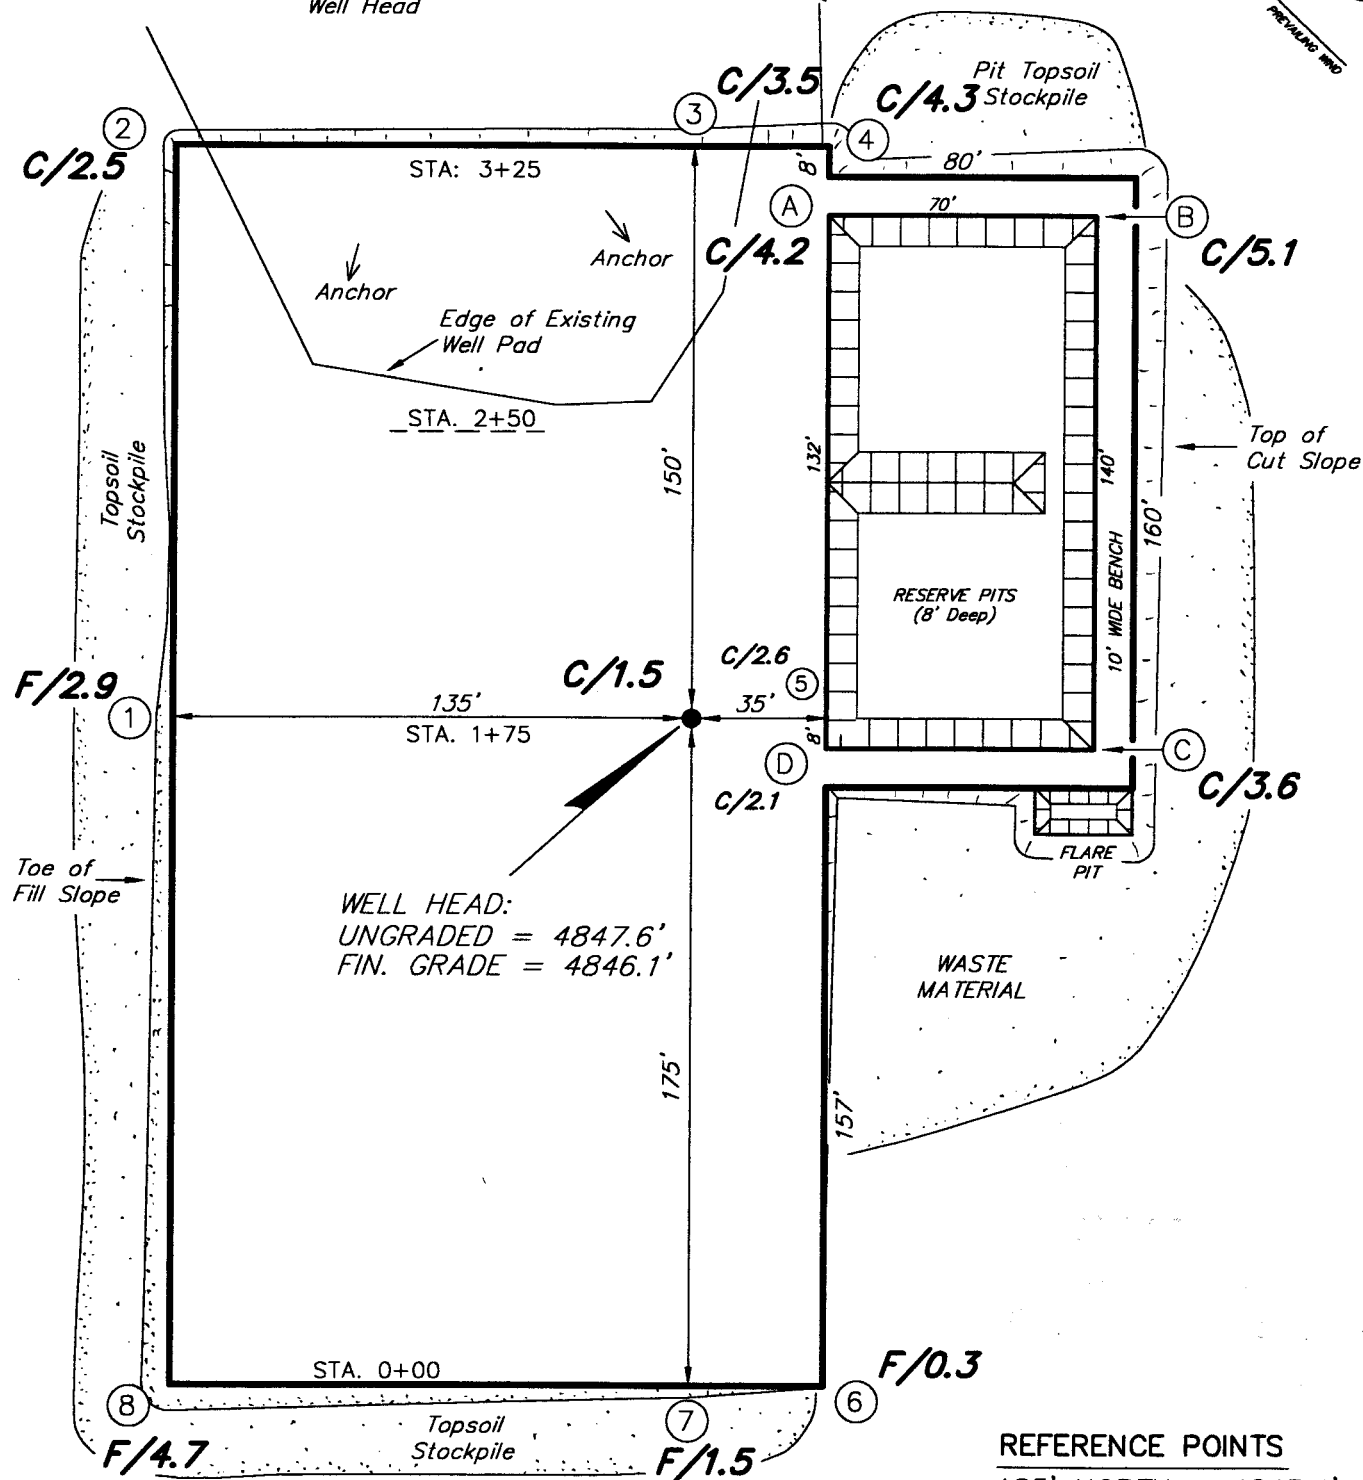 Well Head
PREVAILING WIND
C/3.5
Pit Topsoil
Stockpile
C/4.3
2
3
4
C/2.5
STA: 3+25
8'
80'
A
70'
B
Anchor
Anchor
C/4.2
C/5.1
Edge of Existing
Well Pad
STA. 2+50
Topsoil
Stockpile
150'
132'
140'
Top of
Cut Slope
160'
10' WIDE BENCH
RESERVE PITS
(8' Deep)
F/2.9
1
C/1.5
C/2.6
5
135'
35'
STA. 1+75
8'
D
C
C/2.1
C/3.6
Toe of
Fill Slope
FLARE
PIT
WELL HEAD:
UNGRADED = 4847.6'
FIN. GRADE = 4846.1'
WASTE
MATERIAL
175'
157'
STA. 0+00
F/0.3
8
6
7
Topsoil
Stockpile
F/4.7
F/1.5
REFERENCE POINTS